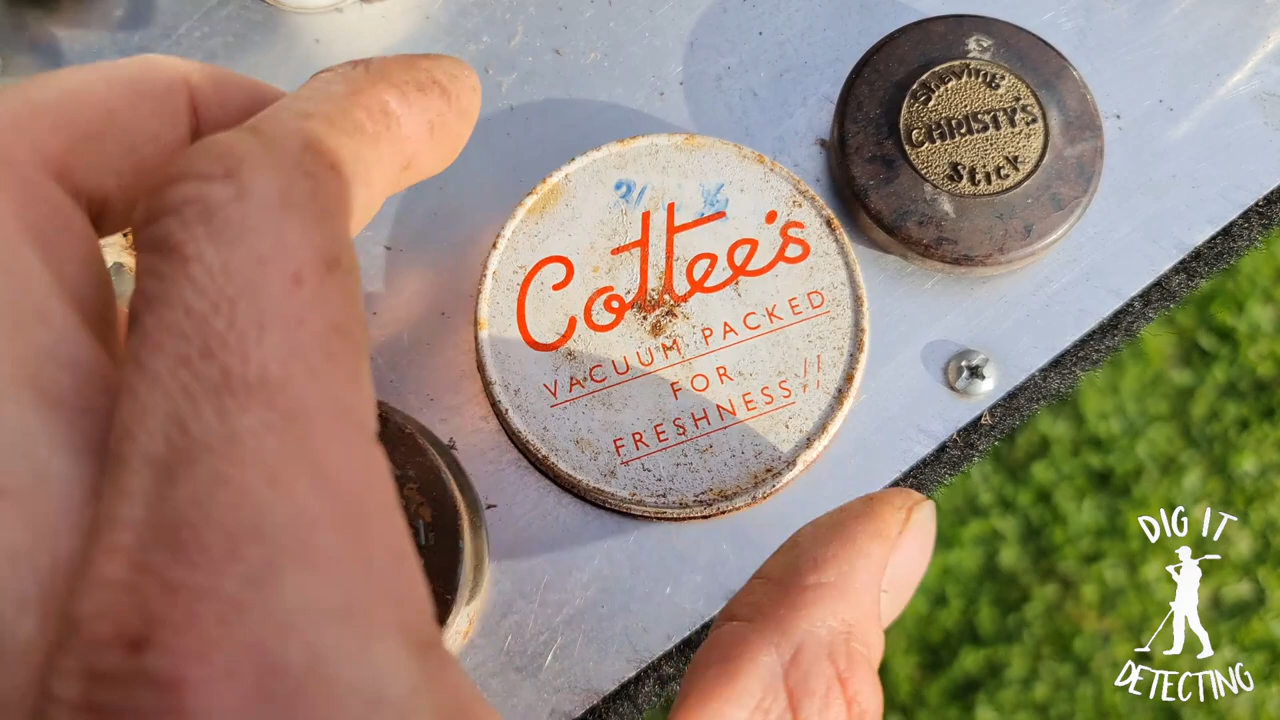 Shaving
CHRISTY'S
Stick
Cottee's
VACUUM PACKED
FOR
FRESHNESS!!
DIG IT
DETECTING